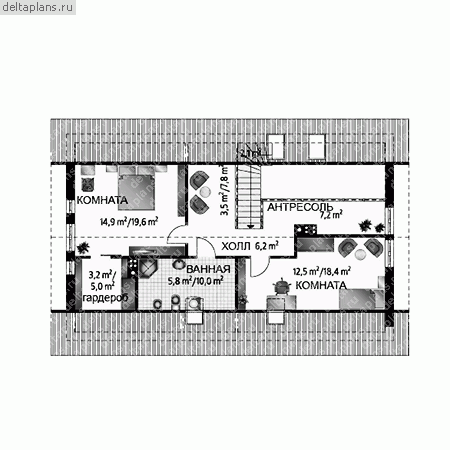 deltaplans.ru
2,1 m²
КОМНАТА
14,9 m²/19,6 m²
3,5 m²/7,8 m²
АНТРЕСОЛЬ
7,2 m²
ХОЛЛ 6,2 m²
3,2 m²/
5,0 m²
гардероб
ВАННАЯ
5,8 m²/10,0 m²
12,5 m²/18,4 m²
КОМНАТА